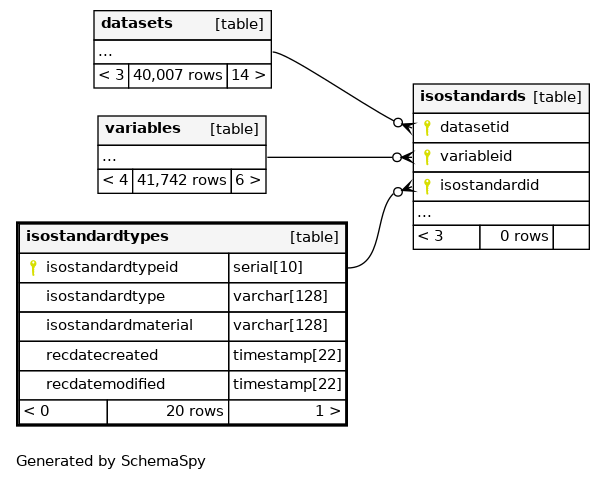 datasets [table]
...
< 3 40,007 rows 14 >
variables [table]
...
< 4 41,742 rows 6 >
isostandardtypes [table]
isostandardtypeid serial[10]
isostandardtype varchar[128]
isostandardmaterial varchar[128]
recdatecreated timestamp[22]
recdatemodified timestamp[22]
< 0 20 rows 1 >
isostandards [table]
datasetid
variableid
isostandardid
...
< 3 0 rows
Generated by SchemaSpy